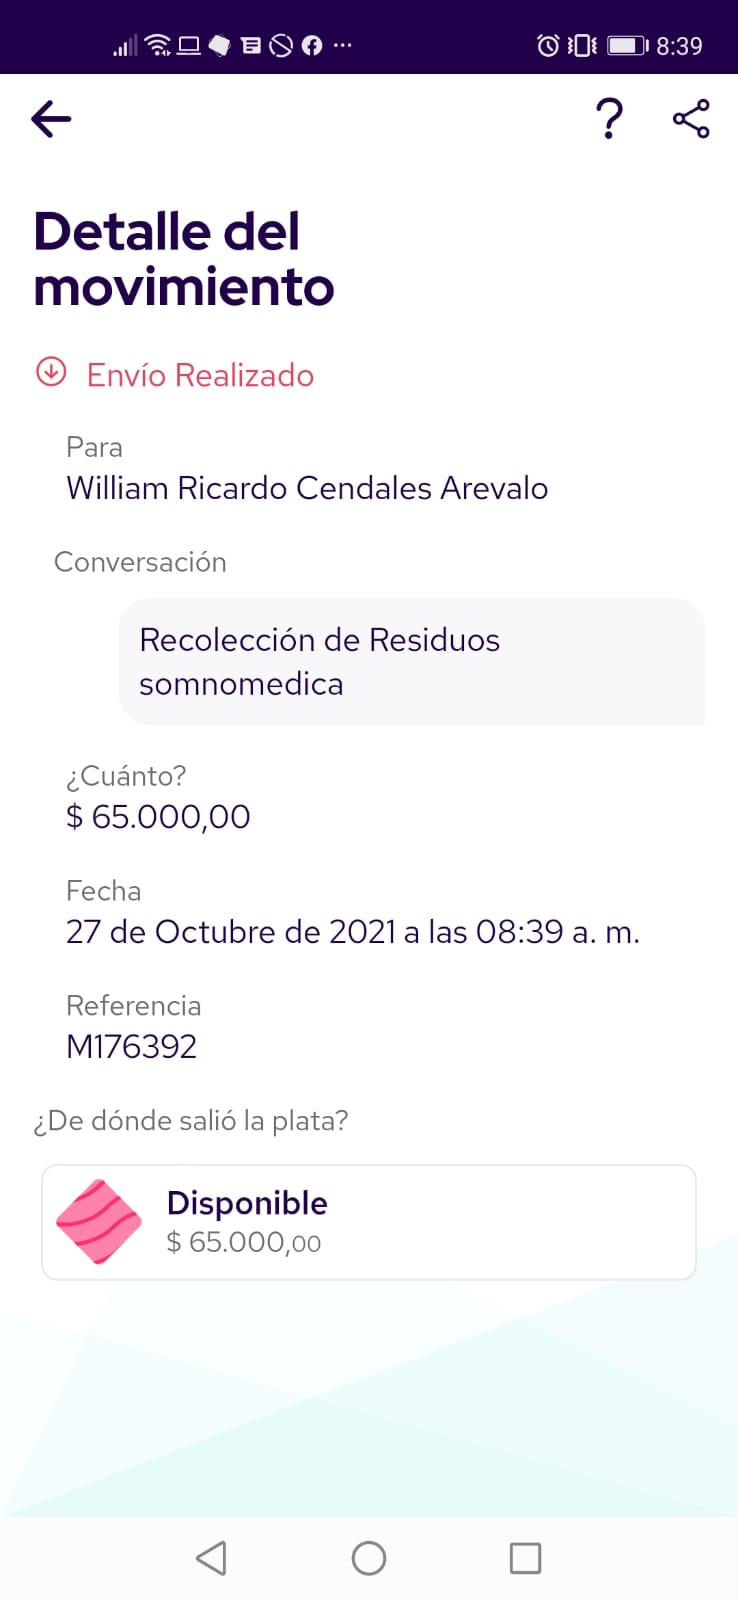 8:39
Detalle del
movimiento
Envío Realizado
Para
William Ricardo Cendales Arevalo
Conversación
Recolección de Residuos
somnomedica
¿Cuánto?
$ 65.000,00
Fecha
27 de Octubre de 2021 a las 08:39 a. m.
Referencia
M176392
¿De dónde salió la plata?
Disponible
$ 65.000,00